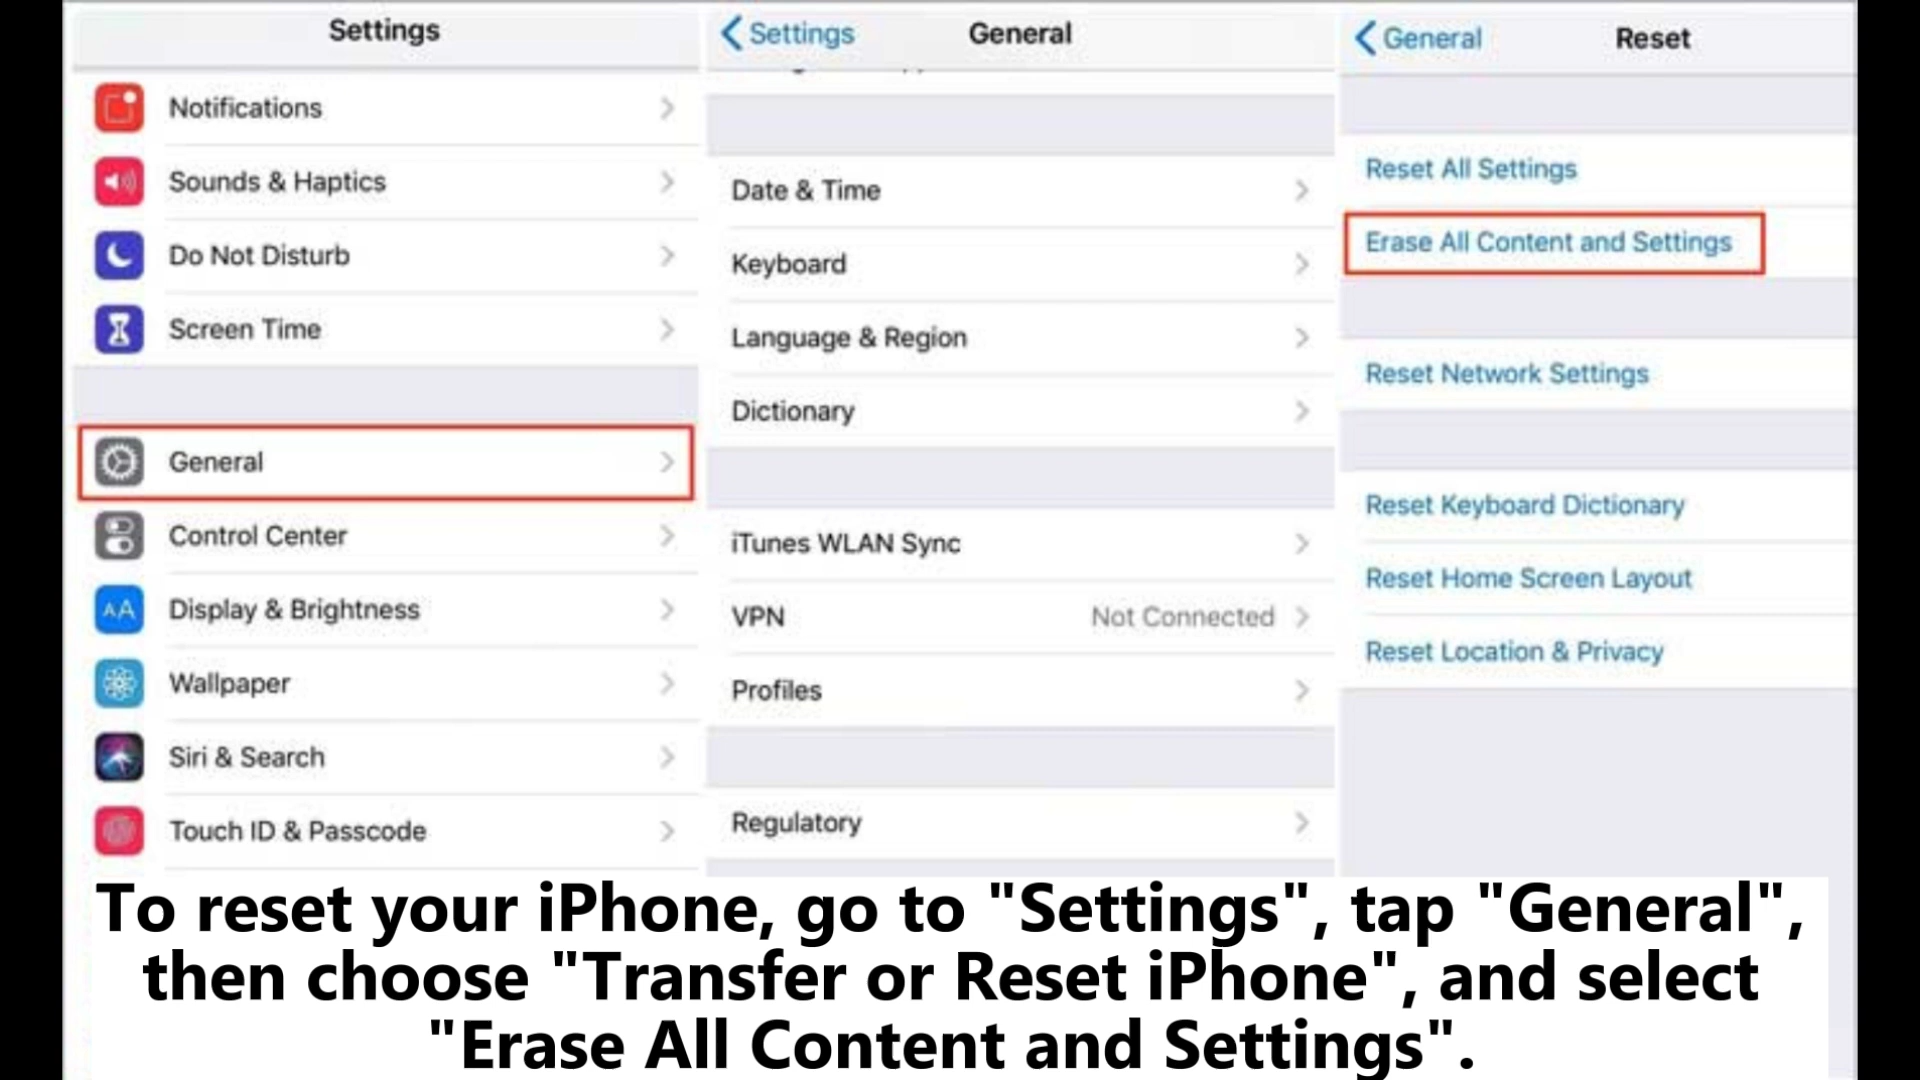 Settings
Notifications
Sounds & Haptics
Do Not Disturb
Screen Time
General
Control Center
AA
Display & Brightness
Wallpaper
Siri & Search
Touch ID & Passcode
Settings
General
Date & Time
Keyboard
Language & Region
Dictionary
iTunes WLAN Sync
VPN Not Connected
Profiles
Regulatory
General
Reset
Reset All Settings
Erase All Content and Settings
Reset Network Settings
Reset Keyboard Dictionary
Reset Home Screen Layout
Reset Location & Privacy
To reset your iPhone, go to "Settings", tap "General",
then choose "Transfer or Reset iPhone", and select
"Erase All Content and Settings".